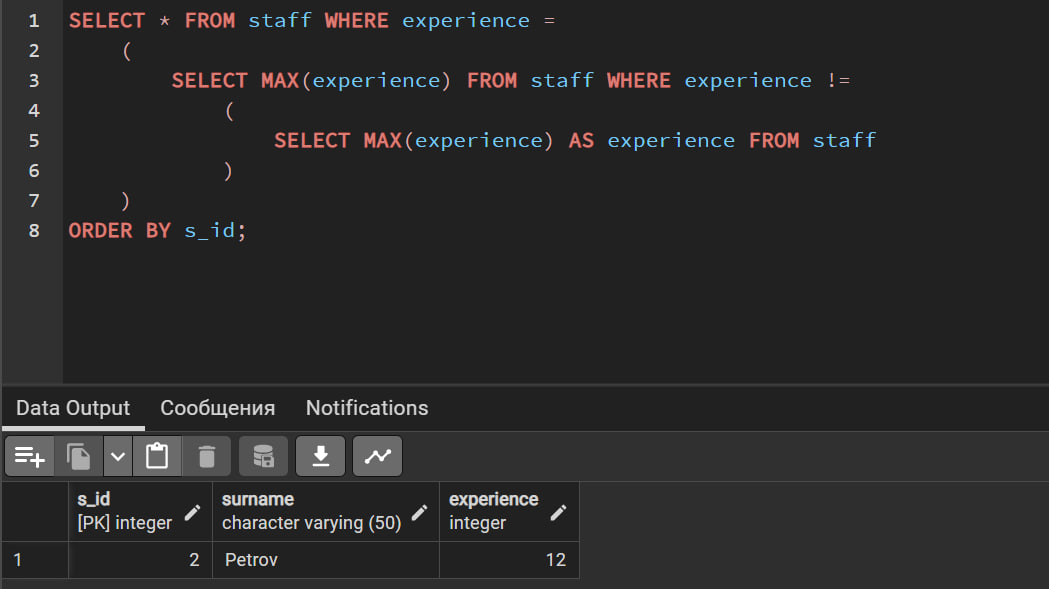 1 SELECT * FROM staff WHERE experience =
2 (
3 SELECT MAX(experience) FROM staff WHERE experience !=
4 (
5 SELECT MAX(experience) AS experience FROM staff
6 )
7 )
8 ORDER BY s_id;
Data Output Сообщения Notifications
s_id surname experience
[PK] integer character varying (50) integer
1 2 Petrov 12